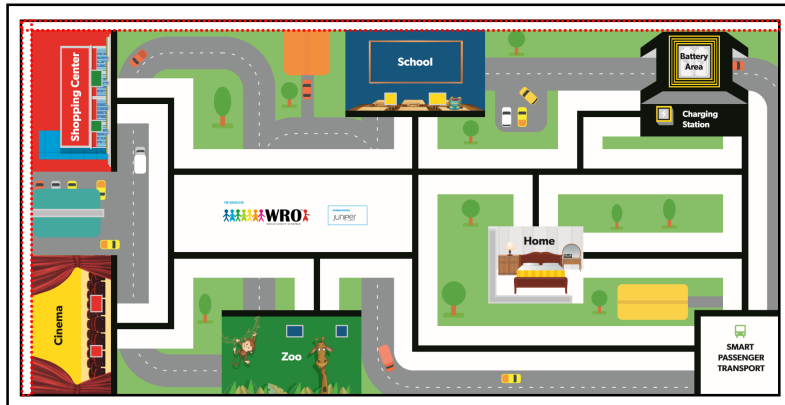 School
Battery
Area
Shopping Center
Charging
Station
WRO
juniper
Home
Cinema
Zoo
SMART
PASSENGER
TRANSPORT